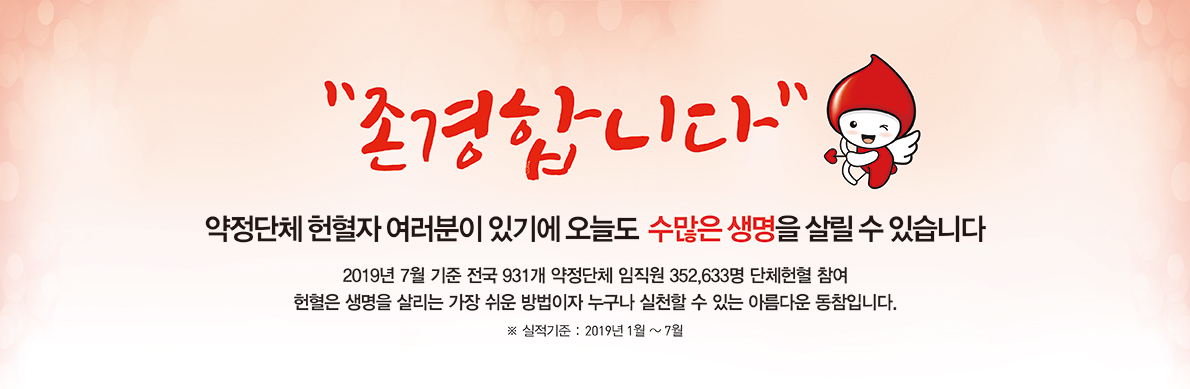 "존경합니다"
약정단체 헌혈자 여러분이 있기에 오늘도 수많은 생명을 살릴 수 있습니다
2019년 7월 기준 전국 931개 약정단체 임직원 352,633명 단체헌혈 참여
헌혈은 생명을 살리는 가장 쉬운 방법이자 누구나 실천할 수 있는 아름다운 동참입니다.
※ 실적기준 : 2019년 1월 ~ 7월